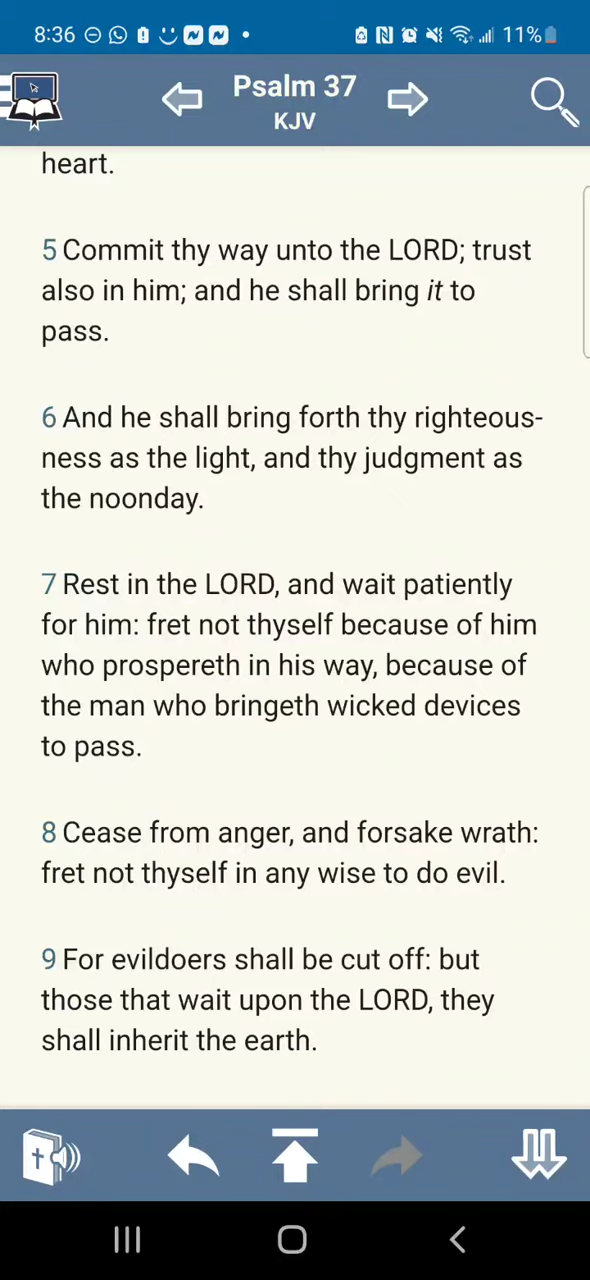 8:36
11%
Psalm 37
KJV
heart.
5 Commit thy way unto the LORD; trust
also in him; and he shall bring it to
pass.
6 And he shall bring forth thy righteous-
ness as the light, and thy judgment as
the noonday.
7 Rest in the LORD, and wait patiently
for him: fret not thyself because of him
who prospereth in his way, because of
the man who bringeth wicked devices
to pass.
8 Cease from anger, and forsake wrath:
fret not thyself in any wise to do evil.
9 For evildoers shall be cut off: but
those that wait upon the LORD, they
shall inherit the earth.